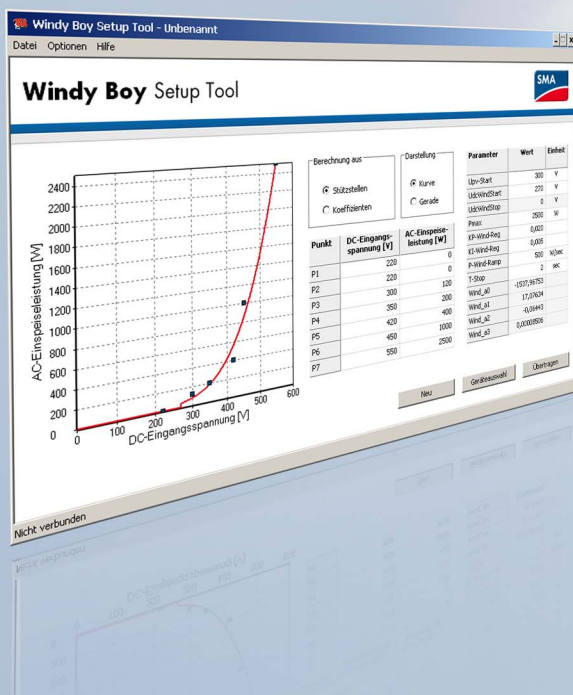 Windy Boy Setup Tool - Unbenannt
Datei Optionen Hilfe
Windy Boy Setup Tool
SMA
AC-Einspeiseleistung [W]
2400
2200
2000
1800
1600
1400
1200
1000
800
600
400
200
0
0 100 200 300 400 500 600
DC-Eingangsspannung [V]
Berechnung aus
Stützstellen
Koeffizienten
Darstellung
Kurve
Gerade
Punkt DC-Eingangs-spannung [V] AC-Einspeise-leistung [W]
P1 220 0
P2 220 0
P3 300 120
P4 350 200
P5 420 400
P6 450 1000
P7 550 2500
Parameter Wert Einheit
Upv-Start 300 V
UdcWindStart 270 V
UdcWindStop 0 V
Pmax 2500 W
KP-Wind-Reg 0,020
KI-Wind-Reg 0,005
P-Wind-Ramp 500 W/sec
T-Stop 2 sec
Wind_a0 -1537,96753
Wind_a1 17,07634
Wind_a2 -0,06443
Wind_a3 0,00008506
Neu
Geräteauswahl
Übertragen
Nicht verbunden